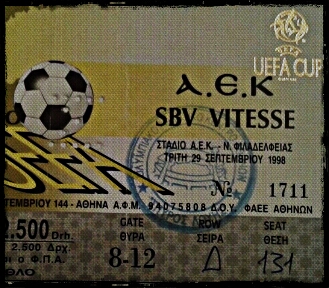 UEFA CUP
Α.Ε.Κ
SBV VITESSE
ΣΤΑΔΙΟ Α.Ε.Κ. - Ν. ΦΙΛΑΔΕΛΦΕΙΑΣ
ΤΡΙΤΗ 29 ΣΕΠΤΕΜΒΡΙΟΥ 1998
№ 1711
ΤΕΜΒΡΙΟΥ 144 - ΑΘΗΝΑ Α.Φ.Μ. 94075808 Δ.Ο.Υ. ΦΑΕΕ ΑΘΗΝΩΝ
2.500 Drh.
2.500 Δρχ.
ι ο Φ.Π.Α.
ΘΛΟ
GATE ROW SEAT
ΘΥΡΑ ΣΕΙΡΑ ΘΕΣΗ
8-12 Δ 131